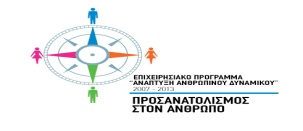 ΕΠΙΧΕΙΡΗΣΙΑΚΟ ΠΡΟΓΡΑΜΜΑ
"ΑΝΑΠΤΥΞΗ ΑΝΘΡΩΠΙΝΟΥ ΔΥΝΑΜΙΚΟΥ"
2007 - 2013
ΠΡΟΣΑΝΑΤΟΛΙΣΜΟΣ
ΣΤΟΝ ΑΝΘΡΩΠΟ